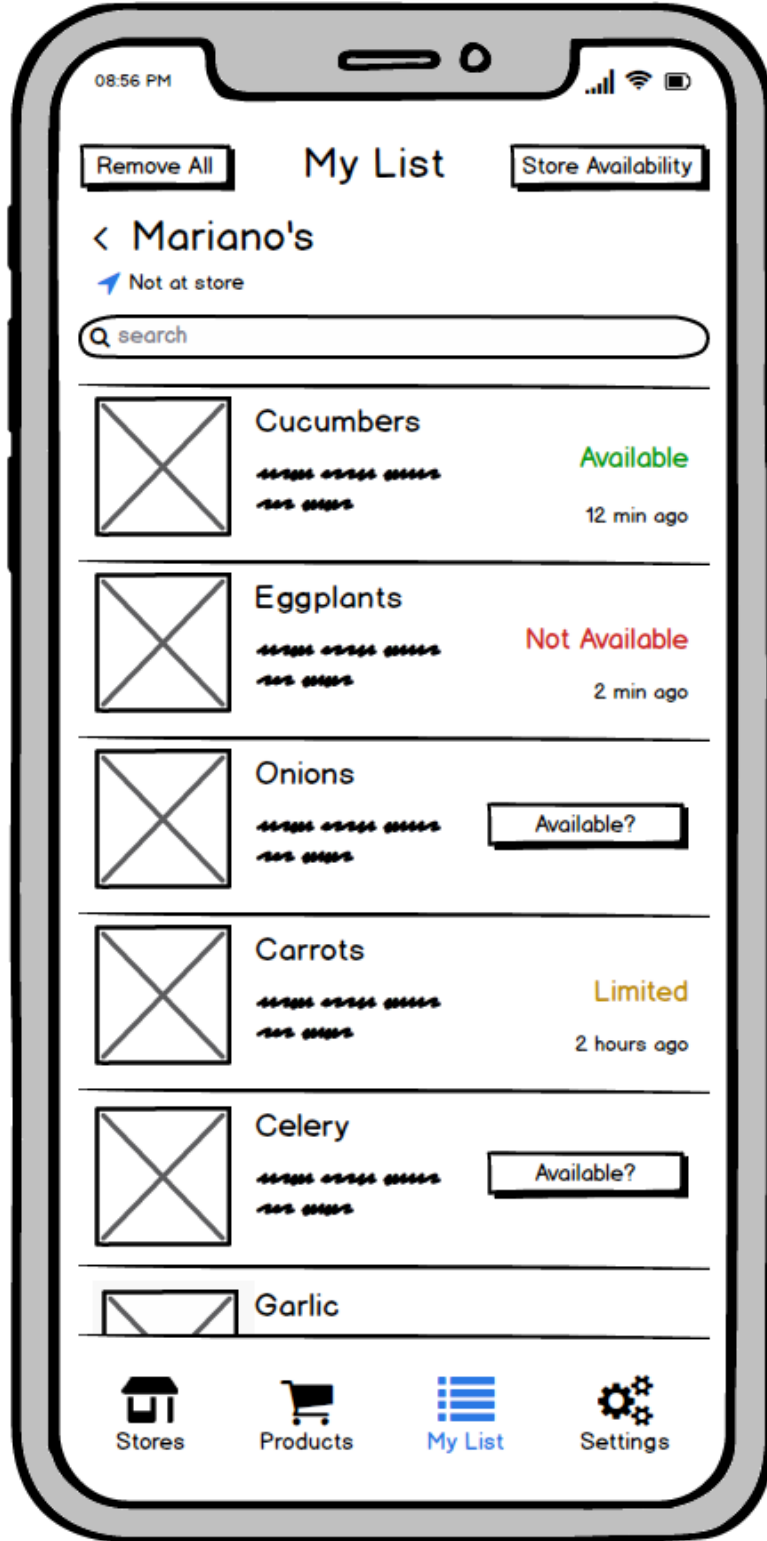 08:56 PM
Remove All
My List
Store Availability
< Mariano's
Not at store
search
Cucumbers
Available
12 min ago
Eggplants
Not Available
2 min ago
Onions
Available?
Carrots
Limited
2 hours ago
Celery
Available?
Garlic
Stores
Products
My List
Settings